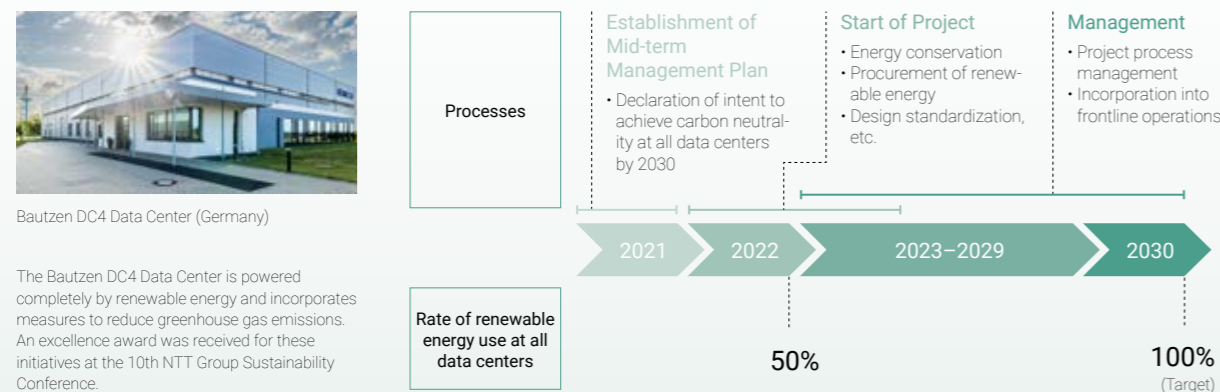 Bautzen DC4 Data Center (Germany)
The Bautzen DC4 Data Center is powered
completely by renewable energy and incorporates
measures to reduce greenhouse gas emissions.
An excellence award was received for these
initiatives at the 10th NTT Group Sustainability
Conference.
Processes
Establishment of
Mid-term
Management Plan
• Declaration of intent to
achieve carbon neutral-
ity at all data centers
by 2030
Start of Project
• Energy conservation
• Procurement of renew-
able energy
• Design standardization,
etc.
Management
• Project process
management
• Incorporation into
frontline operations
2021
2022
2023–2029
2030
Rate of renewable
energy use at all
data centers
50%
100%
(Target)